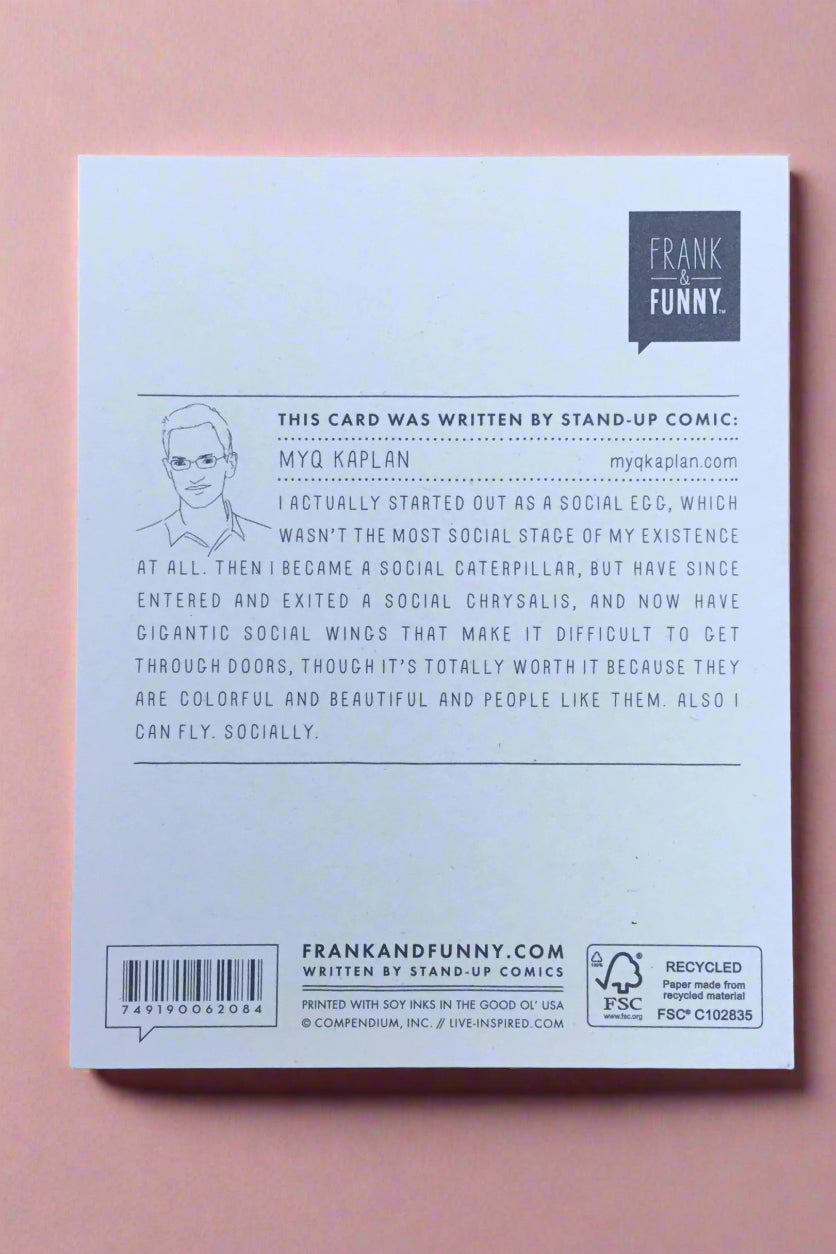 FRANK
&
FUNNY™
THIS CARD WAS WRITTEN BY STAND-UP COMIC:
MYQ KAPLAN myqkaplan.com
I ACTUALLY STARTED OUT AS A SOCIAL EGG, WHICH
WASN'T THE MOST SOCIAL STAGE OF MY EXISTENCE
AT ALL. THEN I BECAME A SOCIAL CATERPILLAR, BUT HAVE SINCE
ENTERED AND EXITED A SOCIAL CHRYSALIS, AND NOW HAVE
GIGANTIC SOCIAL WINGS THAT MAKE IT DIFFICULT TO GET
THROUGH DOORS, THOUGH IT'S TOTALLY WORTH IT BECAUSE THEY
ARE COLORFUL AND BEAUTIFUL AND PEOPLE LIKE THEM. ALSO I
CAN FLY. SOCIALLY.
749190062084
FRANKANDFUNNY.COM
WRITTEN BY STAND-UP COMICS
PRINTED WITH SOY INKS IN THE GOOD OL' USA
© COMPENDIUM, INC. // LIVE-INSPIRED.COM
100%
®
FSC
www.fsc.org
RECYCLED
Paper made from
recycled material
FSC® C102835